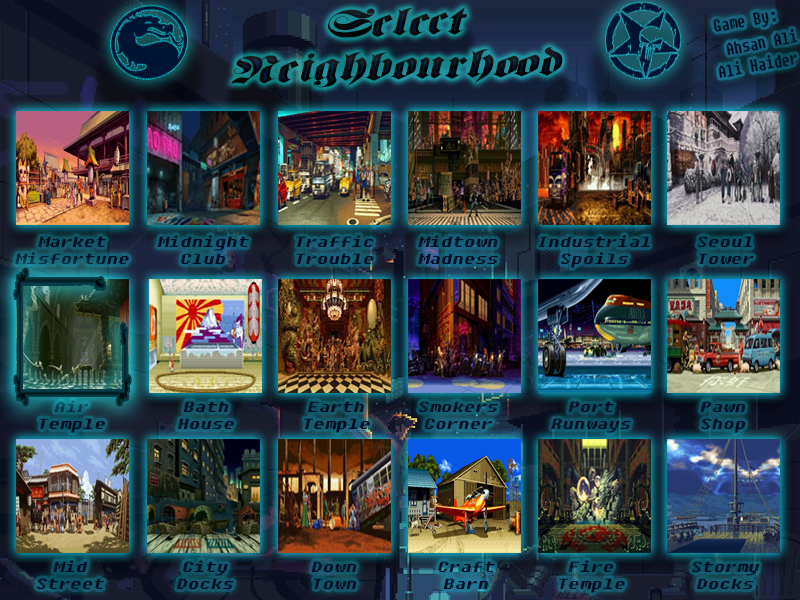 Select
Neighbourhood
Game By:
Ahsan Ali
Ali Haider
Market
Misfortune
Midnight
Club
Traffic
Trouble
Midtown
Madness
Industrial
Spoils
Seoul
Tower
Air
Temple
Bath
House
Earth
Temple
Smokers
Corner
Port
Runways
Pawn
Shop
Mid
Street
City
Docks
Down
Town
Craft
Barn
Fire
Temple
Stormy
Docks